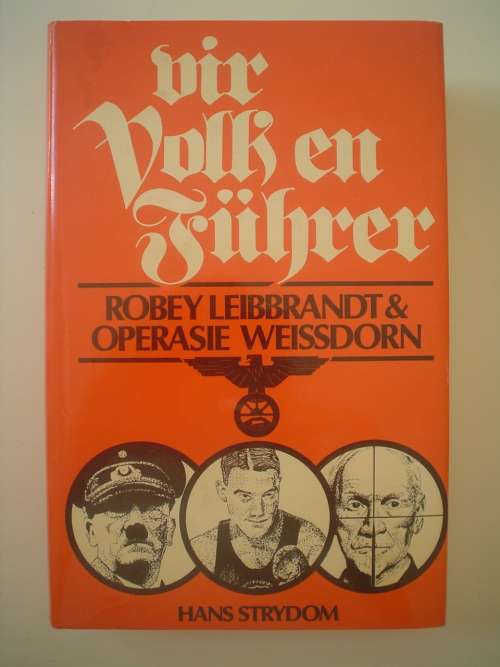 vir
Volk en
Führer
ROBEY LEIBBRANDT &
OPERASIE WEISSDORN
HANS STRYDOM